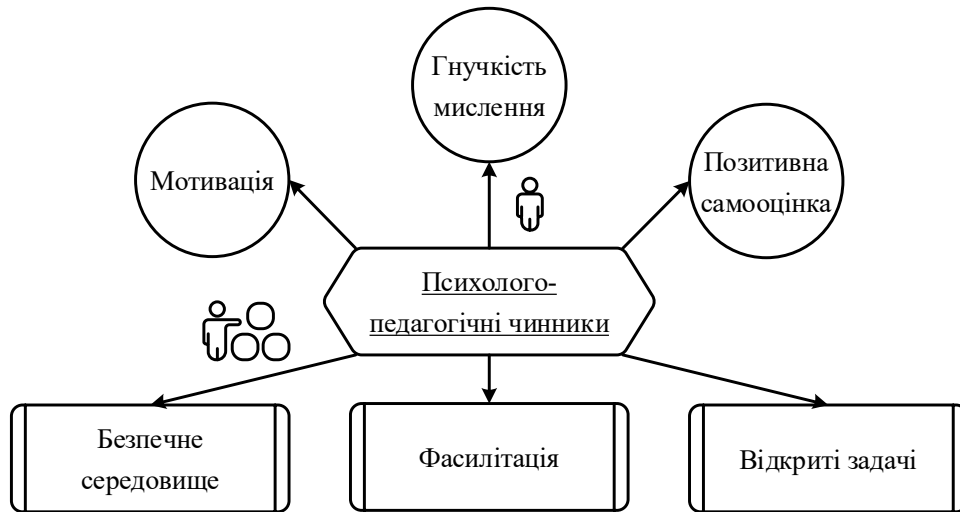 Гнучкість
мислення
Мотивація
Позитивна
самооцінка
Психолого-
педагогічні чинники
Безпечне
середовище
Фасилітація
Відкриті задачі